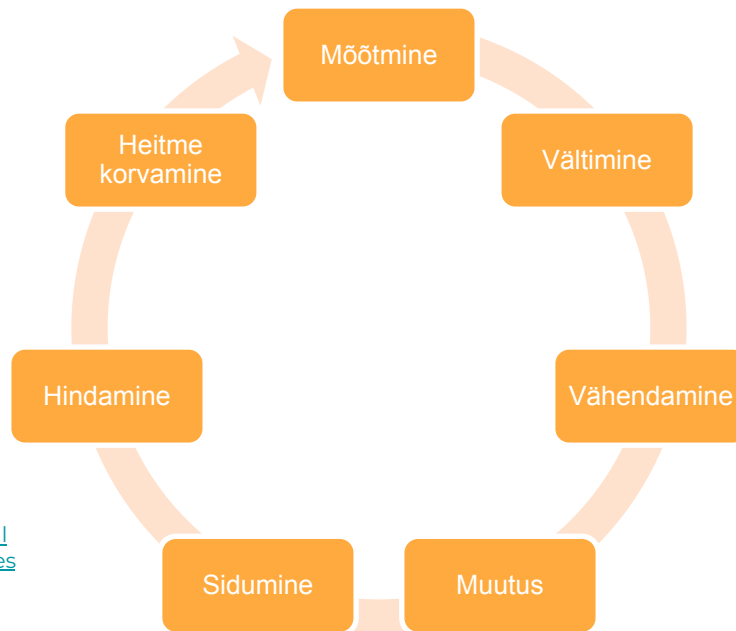 Mõõtmine
Vältimine
Vähendamine
Muutus
Sidumine
Hindamine
Heitme
korvamine